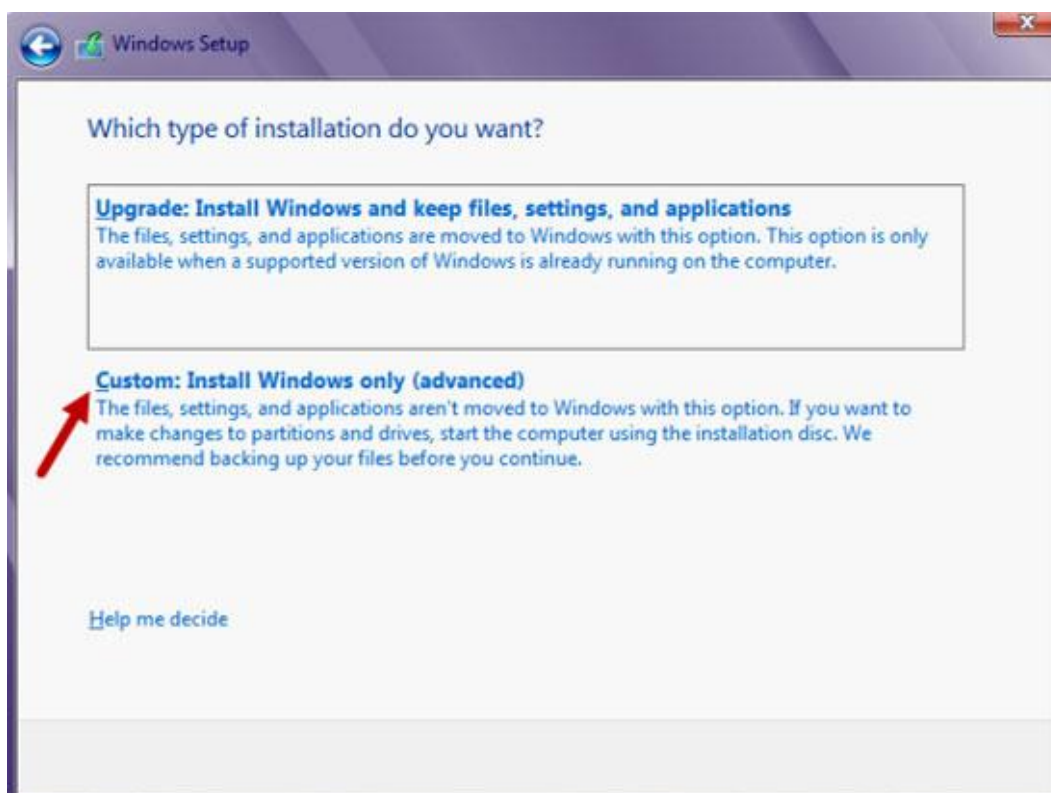 Windows Setup
Which type of installation do you want?
Upgrade: Install Windows and keep files, settings, and applications
The files, settings, and applications are moved to Windows with this option. This option is only
available when a supported version of Windows is already running on the computer.
Custom: Install Windows only (advanced)
The files, settings, and applications aren't moved to Windows with this option. If you want to
make changes to partitions and drives, start the computer using the installation disc. We
recommend backing up your files before you continue.
Help me decide